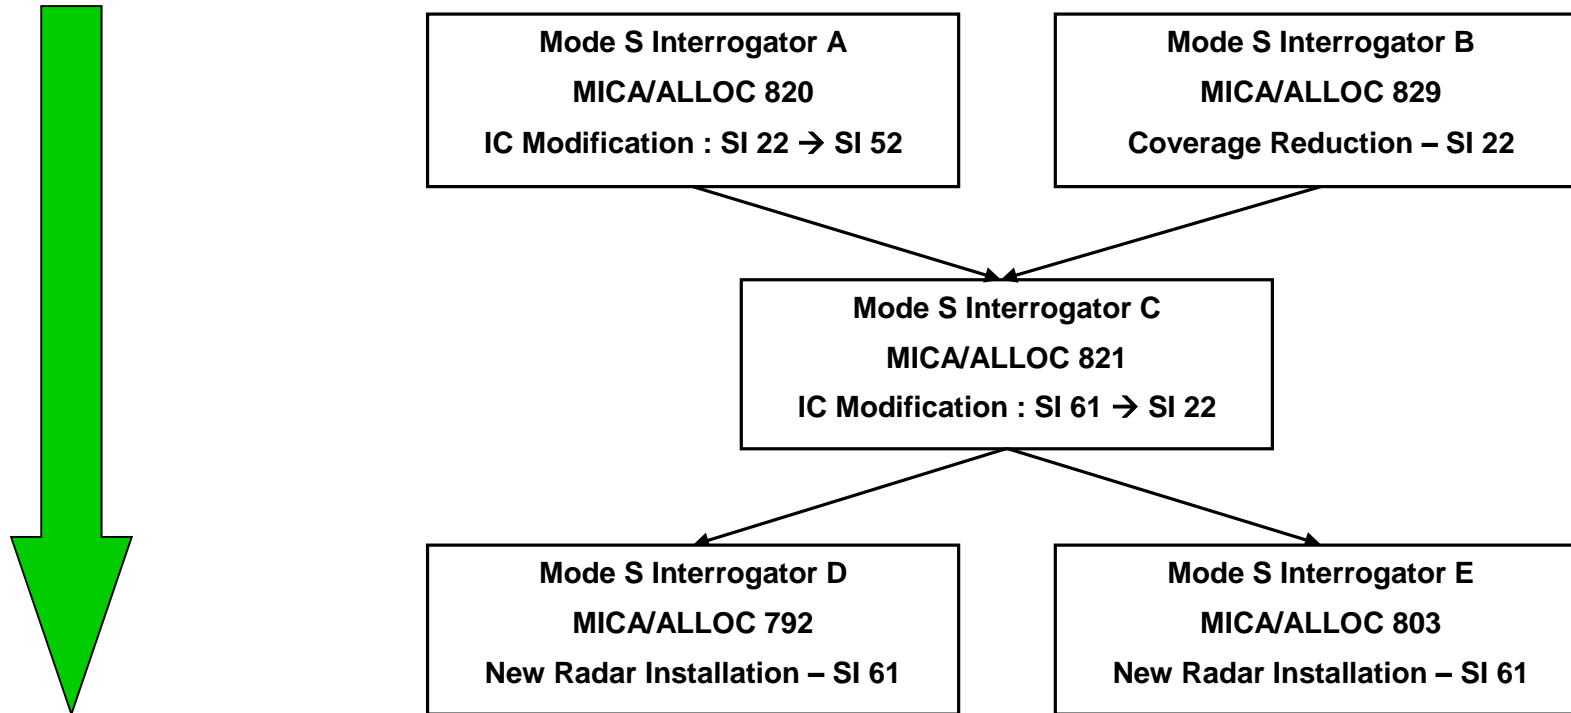 Mode S Interrogator A
MICA/ALLOC 820
IC Modification : SI 22 → SI 52
Mode S Interrogator B
MICA/ALLOC 829
Coverage Reduction – SI 22
Mode S Interrogator C
MICA/ALLOC 821
IC Modification : SI 61 → SI 22
Mode S Interrogator D
MICA/ALLOC 792
New Radar Installation – SI 61
Mode S Interrogator E
MICA/ALLOC 803
New Radar Installation – SI 61